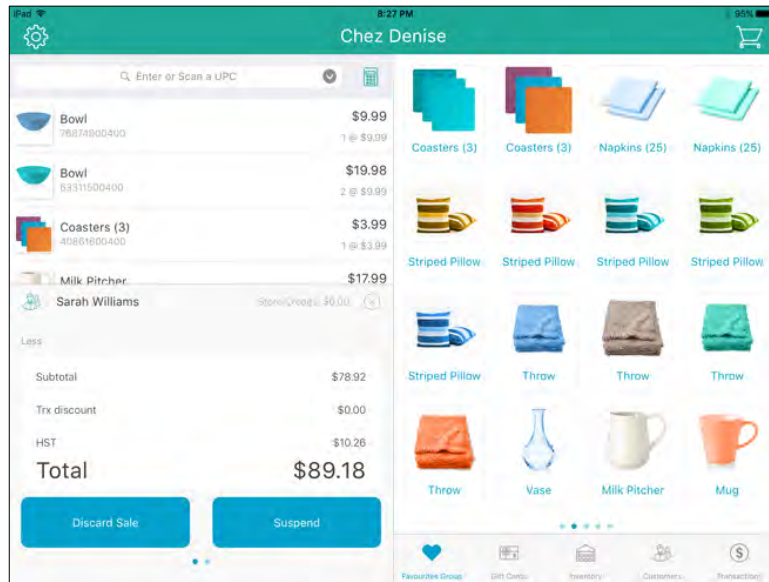 iPad 8:27 PM 95%
Chez Denise
Enter or Scan a UPC
Bowl $9.99
76874900400 1 @ $9.99
Bowl $19.98
63311500400 2 @ $9.99
Coasters (3) $3.99
40861600400 1 @ $3.99
Milk Pitcher $17.99
Sarah Williams Store Credit: $0.00
Less
Subtotal $78.92
Trx discount $0.00
HST $10.26
Total $89.18
Discard Sale Suspend
Coasters (3) Coasters (3) Napkins (25) Napkins (25)
Striped Pillow Striped Pillow Striped Pillow Striped Pillow
Striped Pillow Throw Throw Throw
Throw Vase Milk Pitcher Mug
Favourites Group Gift Cards Inventory Customers Transactions